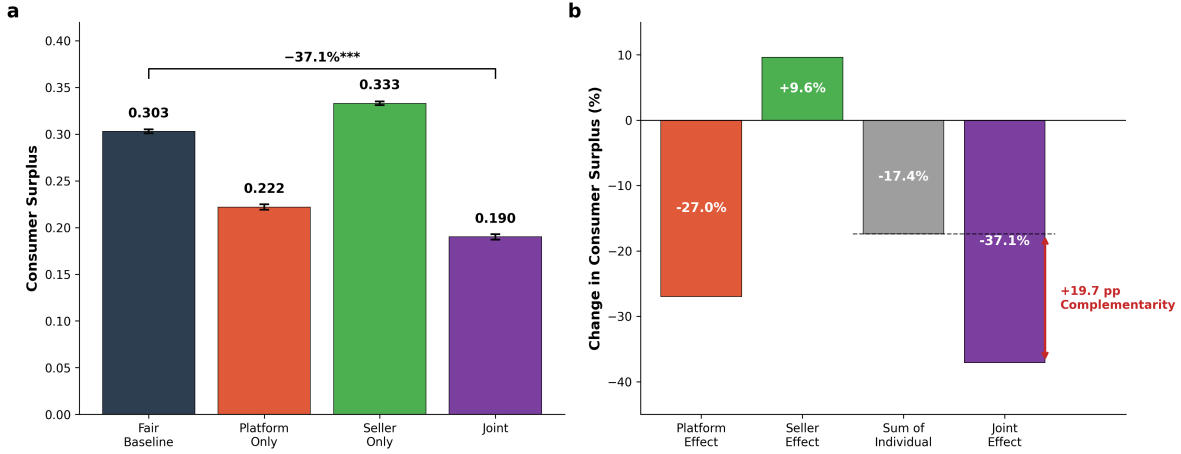 a
Consumer Surplus
0.40
0.35
0.30
0.25
0.20
0.15
0.10
0.05
0.00
−37.1%***
0.303
0.222
0.333
0.190
Fair
Baseline
Platform
Only
Seller
Only
Joint
b
Change in Consumer Surplus (%)
10
0
−10
−20
−30
−40
-27.0%
+9.6%
-17.4%
-37.1%
+19.7 pp
Complementarity
Platform
Effect
Seller
Effect
Sum of
Individual
Joint
Effect